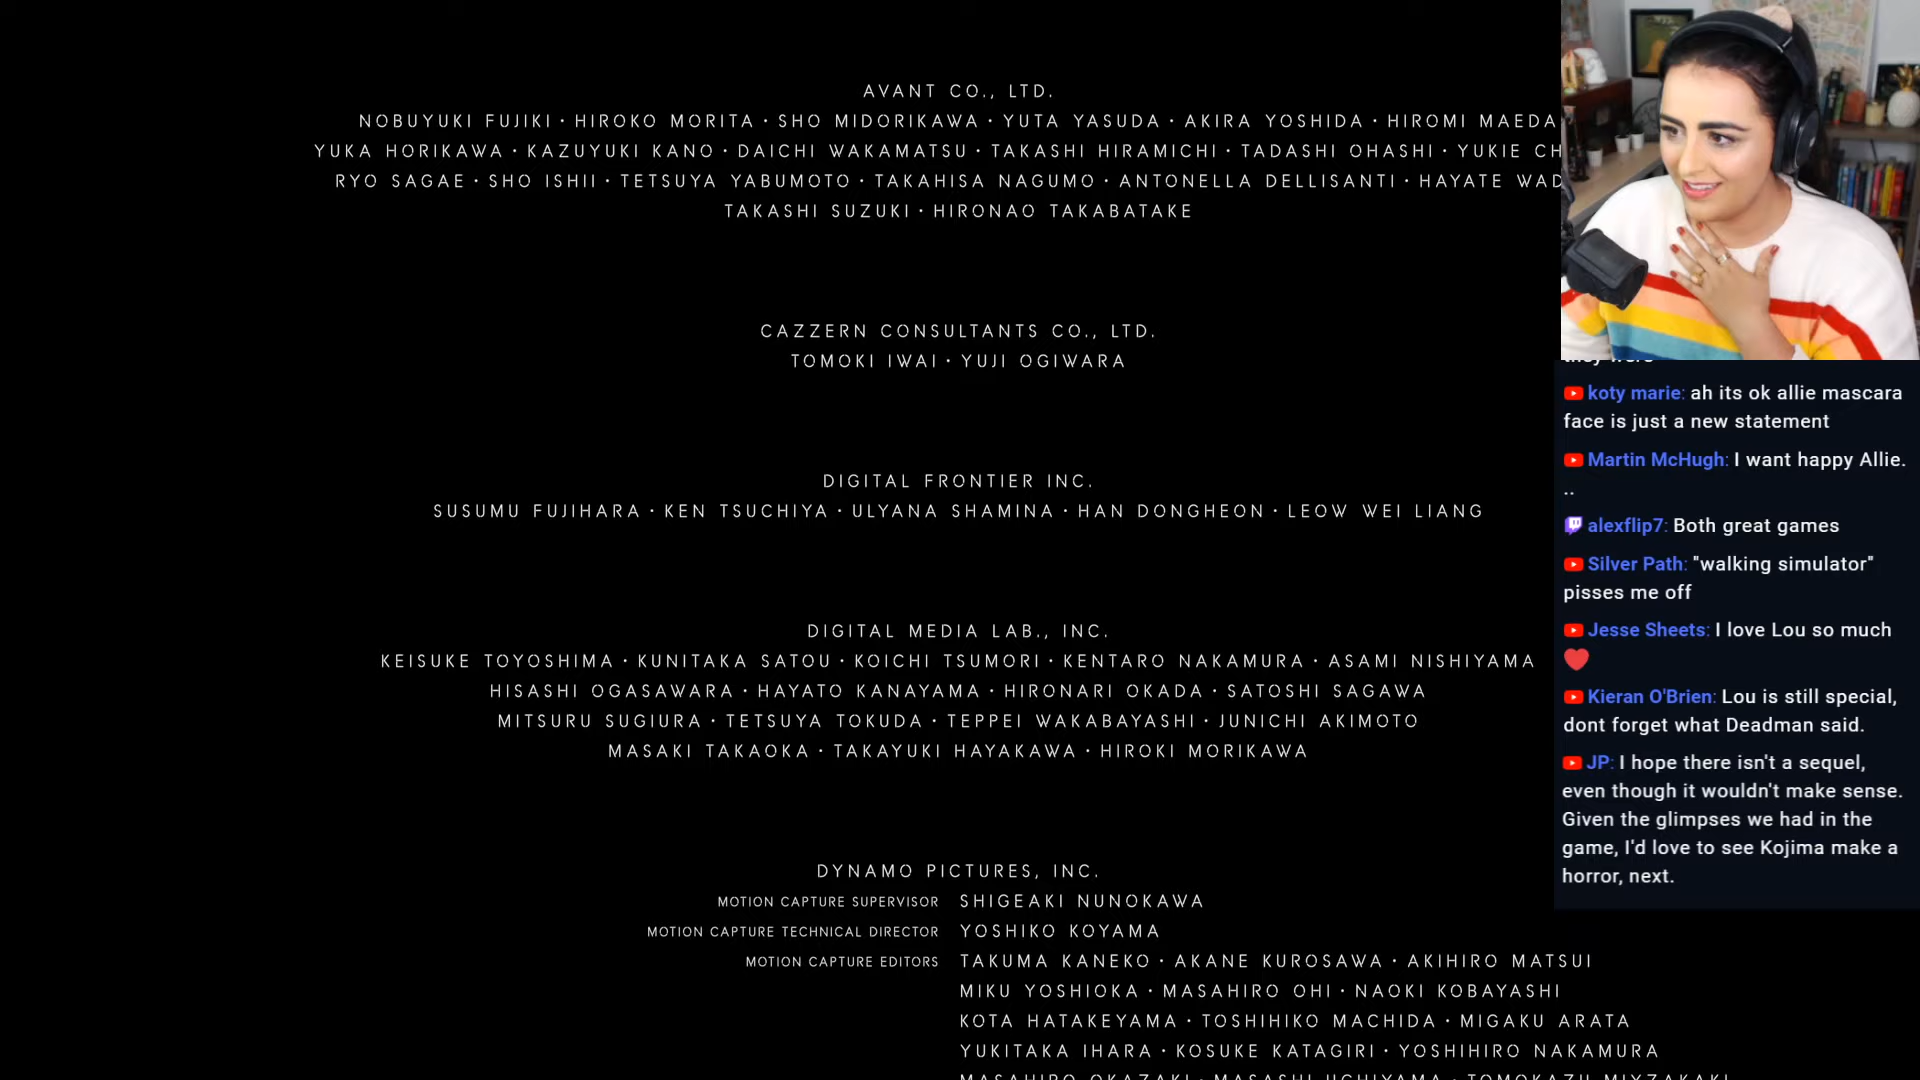 AVANT CO., LTD.
NOBUYUKI FUJIKI · HIROKO MORITA · SHO MIDORIKAWA · YUTA YASUDA · AKIRA YOSHIDA · HIROMI MAEDA
YUKA HORIKAWA · KAZUYUKI KANO · DAICHI WAKAMATSU · TAKASHI HIRAMICHI · TADASHI OHASHI · YUKIE CH
RYO SAGAE · SHO ISHII · TETSUYA YABUMOTO · TAKAHISA NAGUMO · ANTONELLA DELLISANTI · HAYATE WAD
TAKASHI SUZUKI · HIRONAO TAKABATAKE
CAZZERN CONSULTANTS CO., LTD.
TOMOKI IWAI · YUJI OGIWARA
DIGITAL FRONTIER INC.
SUSUMU FUJIHARA · KEN TSUCHIYA · ULYANA SHAMINA · HAN DONGHEON · LEOW WEI LIANG
DIGITAL MEDIA LAB., INC.
KEISUKE TOYOSHIMA · KUNITAKA SATOU · KOICHI TSUMORI · KENTARO NAKAMURA · ASAMI NISHIYAMA
HISASHI OGASAWARA · HAYATO KANAYAMA · HIRONARI OKADA · SATOSHI SAGAWA
MITSURU SUGIURA · TETSUYA TOKUDA · TEPPEI WAKABAYASHI · JUNICHI AKIMOTO
MASAKI TAKAOKA · TAKAYUKI HAYAKAWA · HIROKI MORIKAWA
DYNAMO PICTURES, INC.
MOTION CAPTURE SUPERVISOR SHIGEAKI NUNOKAWA
MOTION CAPTURE TECHNICAL DIRECTOR YOSHIKO KOYAMA
MOTION CAPTURE EDITORS TAKUMA KANEKO · AKANE KUROSAWA · AKIHIRO MATSUI
MIKU YOSHIOKA · MASAHIRO OHI · NAOKI KOBAYASHI
KOTA HATAKEYAMA · TOSHIHIKO MACHIDA · MIGAKU ARATA
YUKITAKA IHARA · KOSUKE KATAGIRI · YOSHIHIRO NAKAMURA
MASAHIRO OKAZAKI · MASASHI UCHIYAMA · TOMOKAZU
they were
koty marie: ah its ok allie mascara
face is just a new statement
Martin McHugh: I want happy Allie.
..
alexflip7: Both great games
Silver Path: "walking simulator"
pisses me off
Jesse Sheets: I love Lou so much
Kieran O'Brien: Lou is still special,
dont forget what Deadman said.
JP: I hope there isn't a sequel,
even though it wouldn't make sense.
Given the glimpses we had in the
game, I'd love to see Kojima make a
horror, next.